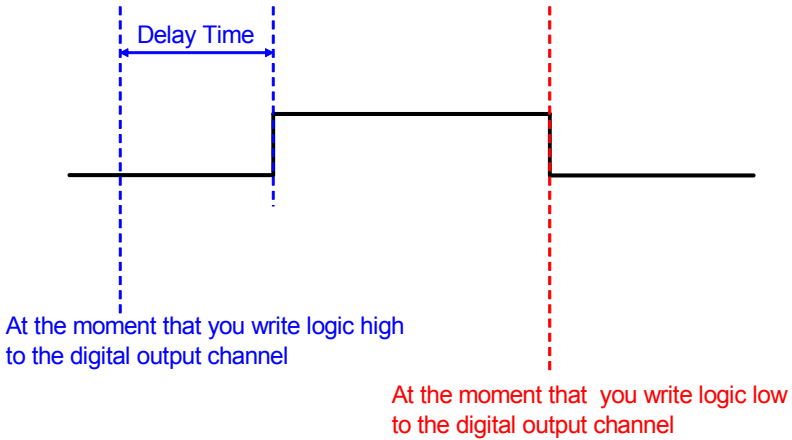 Delay Time
At the moment that you write logic high
to the digital output channel
At the moment that  you write logic low
to the digital output channel